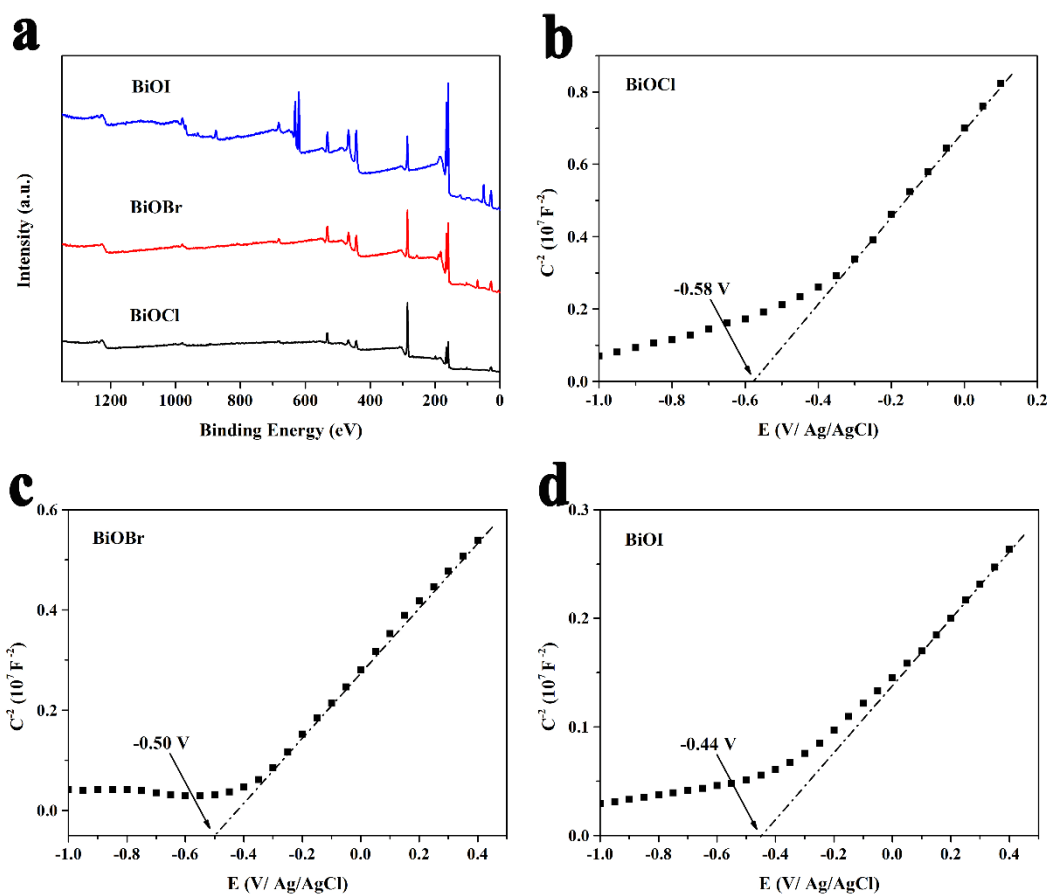 a
BiOI
BiOBr
BiOCl
Intensity (a.u.)
1200 1000 800 600 400 200 0
Binding Energy (eV)
b
BiOCl
0.8
0.6
0.4
0.2
0.0
C⁻² (10⁷ F⁻²)
-0.58 V
-1.0 -0.8 -0.6 -0.4 -0.2 0.0 0.2
E (V/ Ag/AgCl)
c
BiOBr
0.6
0.4
0.2
0.0
C⁻² (10⁷ F⁻²)
-0.50 V
-1.0 -0.8 -0.6 -0.4 -0.2 0.0 0.2 0.4
E (V/ Ag/AgCl)
d
BiOI
0.3
0.2
0.1
0.0
C⁻² (10⁷ F⁻²)
-0.44 V
-1.0 -0.8 -0.6 -0.4 -0.2 0.0 0.2 0.4
E (V/ Ag/AgCl)